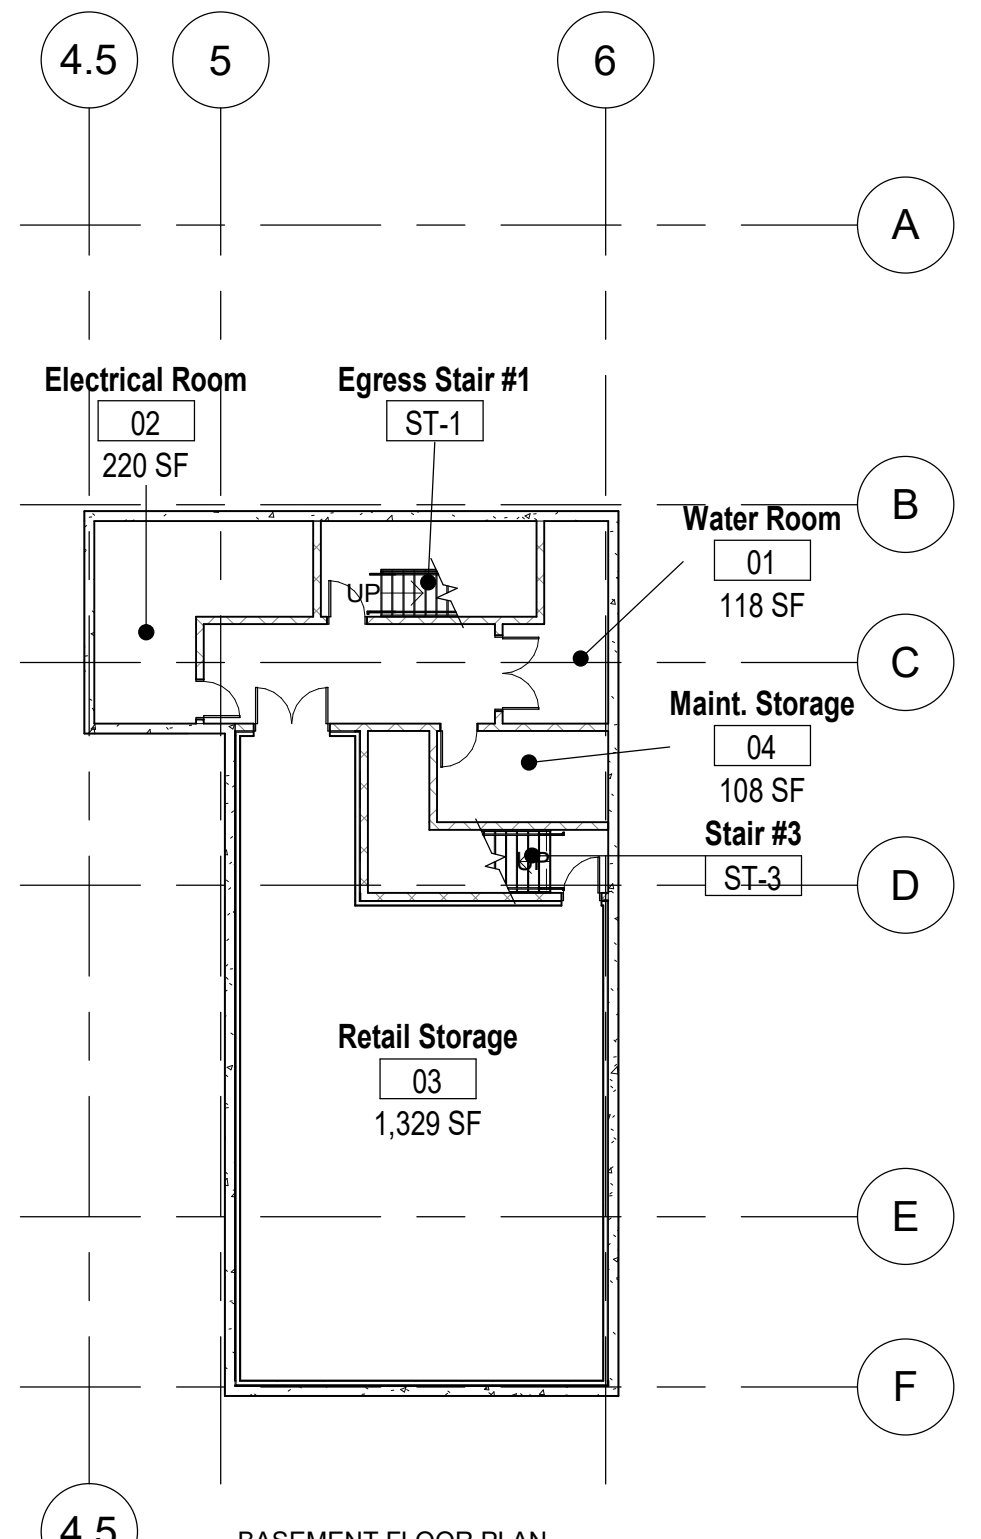 4.5
5
6
A
Electrical Room
02
220 SF
Egress Stair #1
ST-1
B
Water Room
01
118 SF
UP
C
Maint. Storage
04
108 SF
Stair #3
ST-3
UP
D
Retail Storage
03
1,329 SF
E
F
4.5
BASEMENT FLOOR PLAN